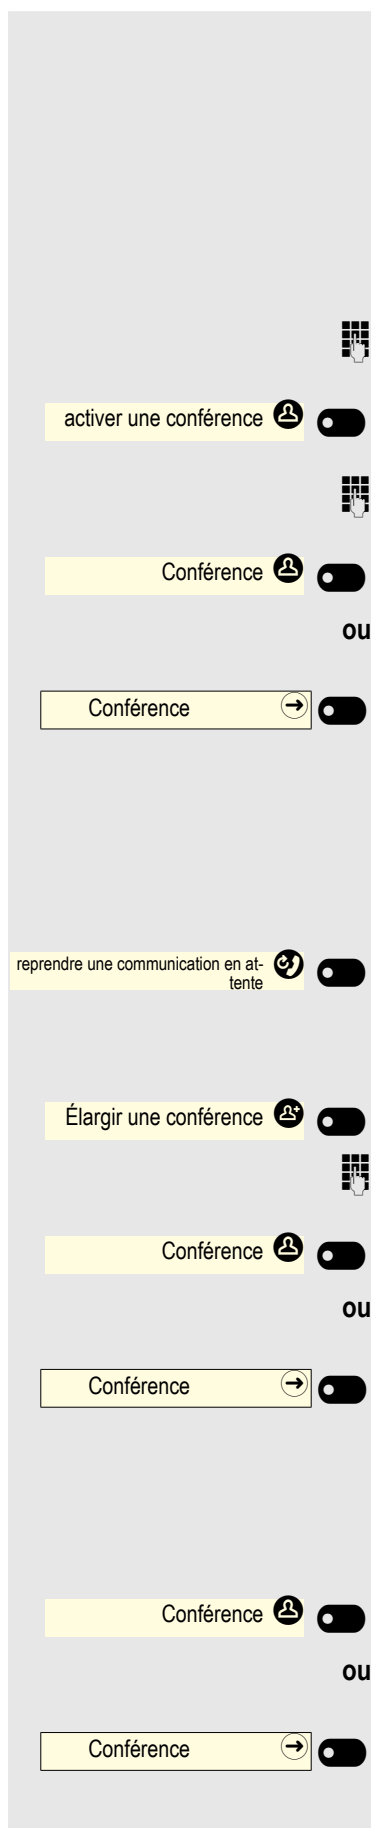 activer une conférence
Conférence
ou
Conférence
reprendre une communication en at-
tente
Élargir une conférence
Conférence
ou
Conférence
Conférence
ou
Conférence